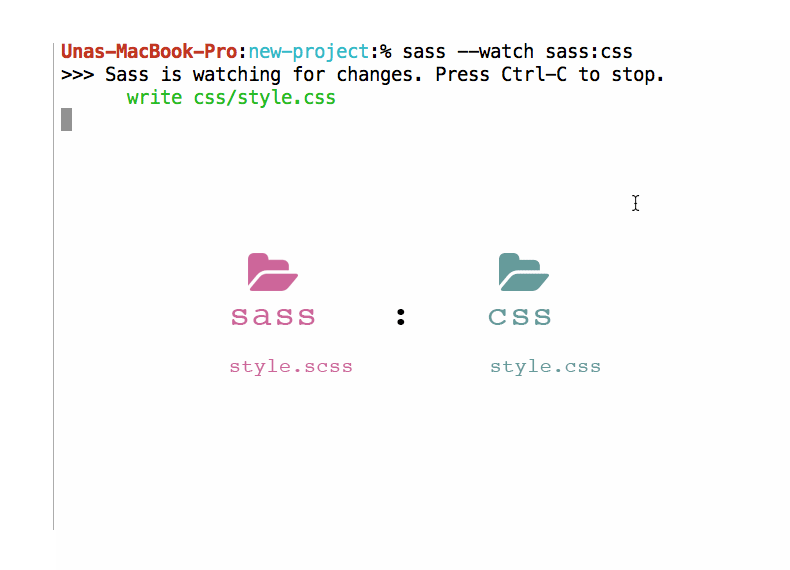 Unas-MacBook-Pro:new-project:% sass --watch sass:css
>>> Sass is watching for changes. Press Ctrl-C to stop.
write css/style.css
sass : css
style.scss style.css